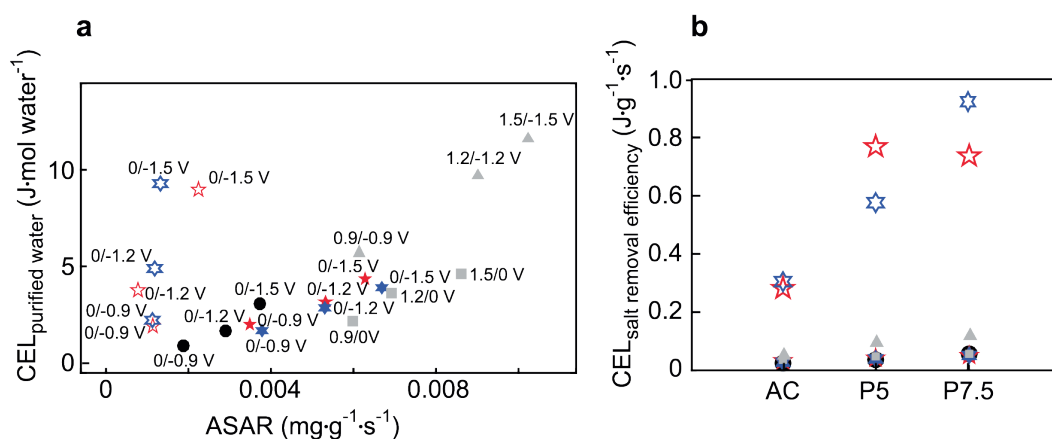 a
CEL purified water (J·mol water⁻¹)
10
5
0
1.5/-1.5 V
1.2/-1.2 V
0/-1.5 V
0/-1.5 V
0.9/-0.9 V
0/-1.2 V
0/-1.5 V
0/-1.5 V
1.5/0 V
0/-1.2 V
0/-1.5 V
0/-1.2 V
1.2/0 V
0/-0.9 V
0/-1.2 V
0/-0.9 V
0/-1.2 V
0/-0.9 V
0/-0.9 V
0/-0.9 V
0.9/0V
0
0.004
0.008
ASAR (mg·g⁻¹·s⁻¹)
b
CEL salt removal efficiency (J·g⁻¹·s⁻¹)
1.0
0.8
0.6
0.4
0.2
0
AC
P5
P7.5